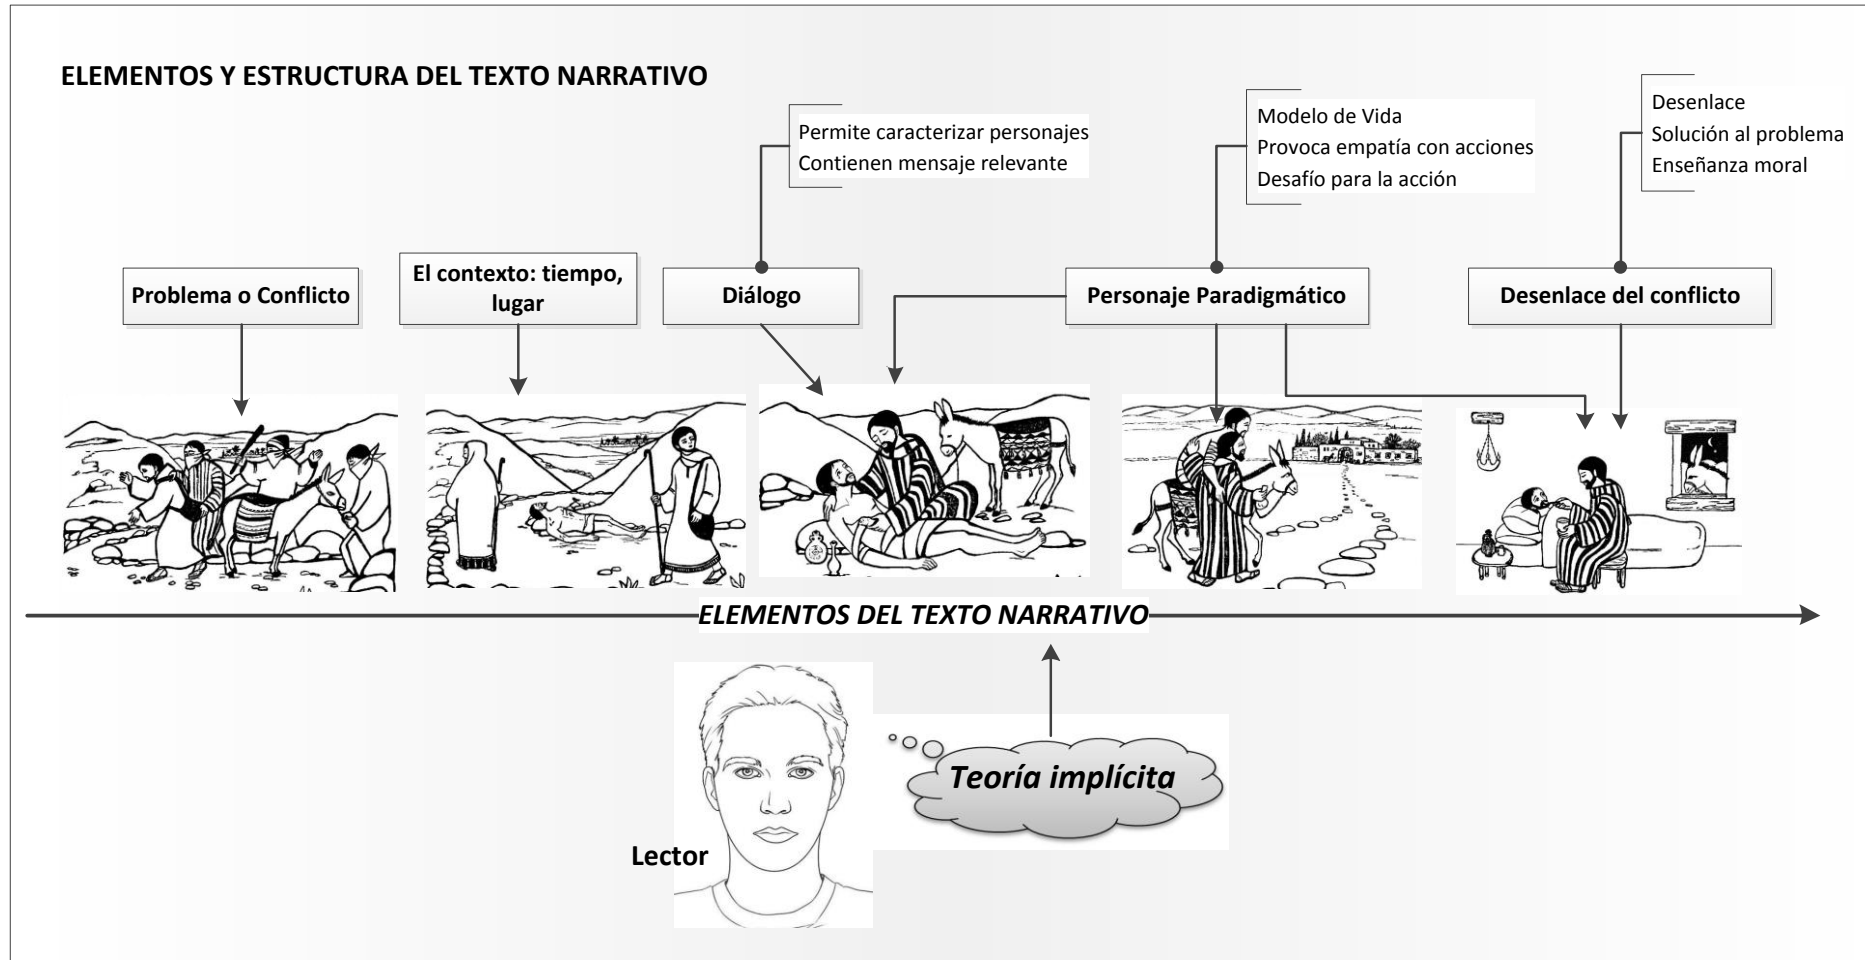 ELEMENTOS Y ESTRUCTURA DEL TEXTO NARRATIVO
Permite caracterizar personajes
Contienen mensaje relevante
Modelo de Vida
Provoca empatía con acciones
Desafío para la acción
Desenlace
Solución al problema
Enseñanza moral
Problema o Conflicto
El contexto: tiempo,
lugar
Diálogo
Personaje Paradigmático
Desenlace del conflicto
ELEMENTOS DEL TEXTO NARRATIVO
Teoría implícita
Lector